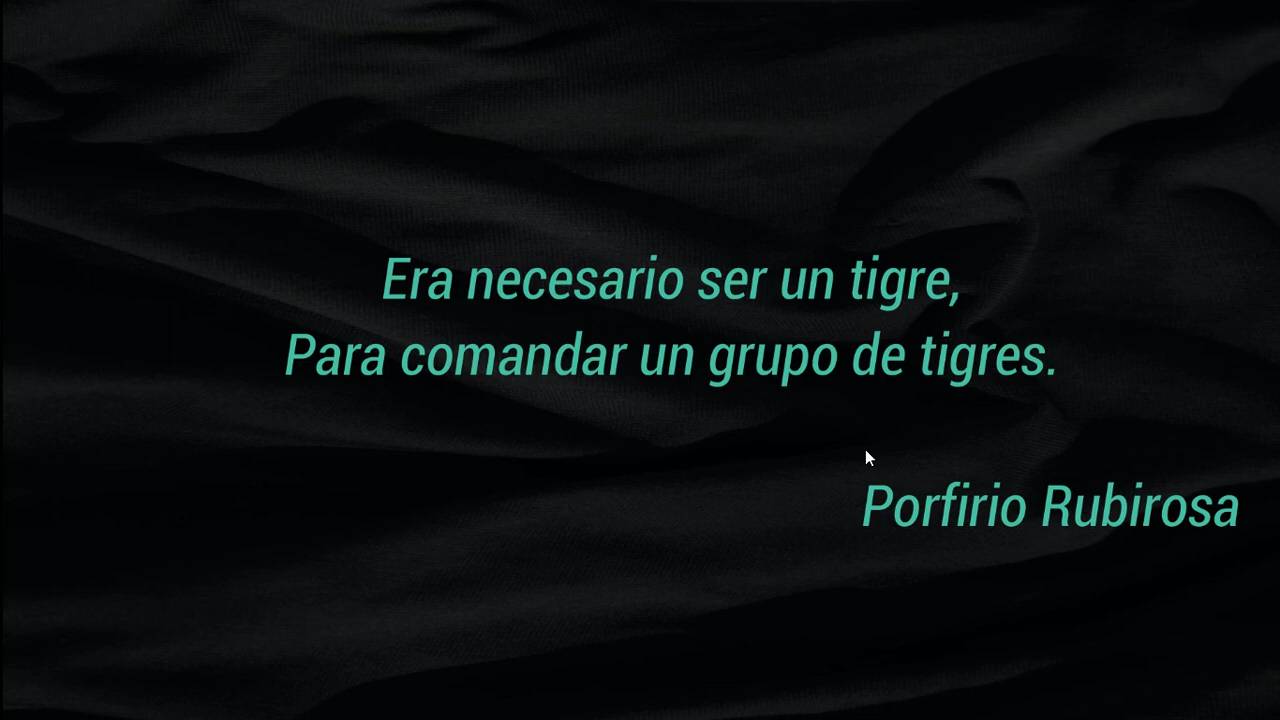 Era necesario ser un tigre,
Para comandar un grupo de tigres.
Porfirio Rubirosa